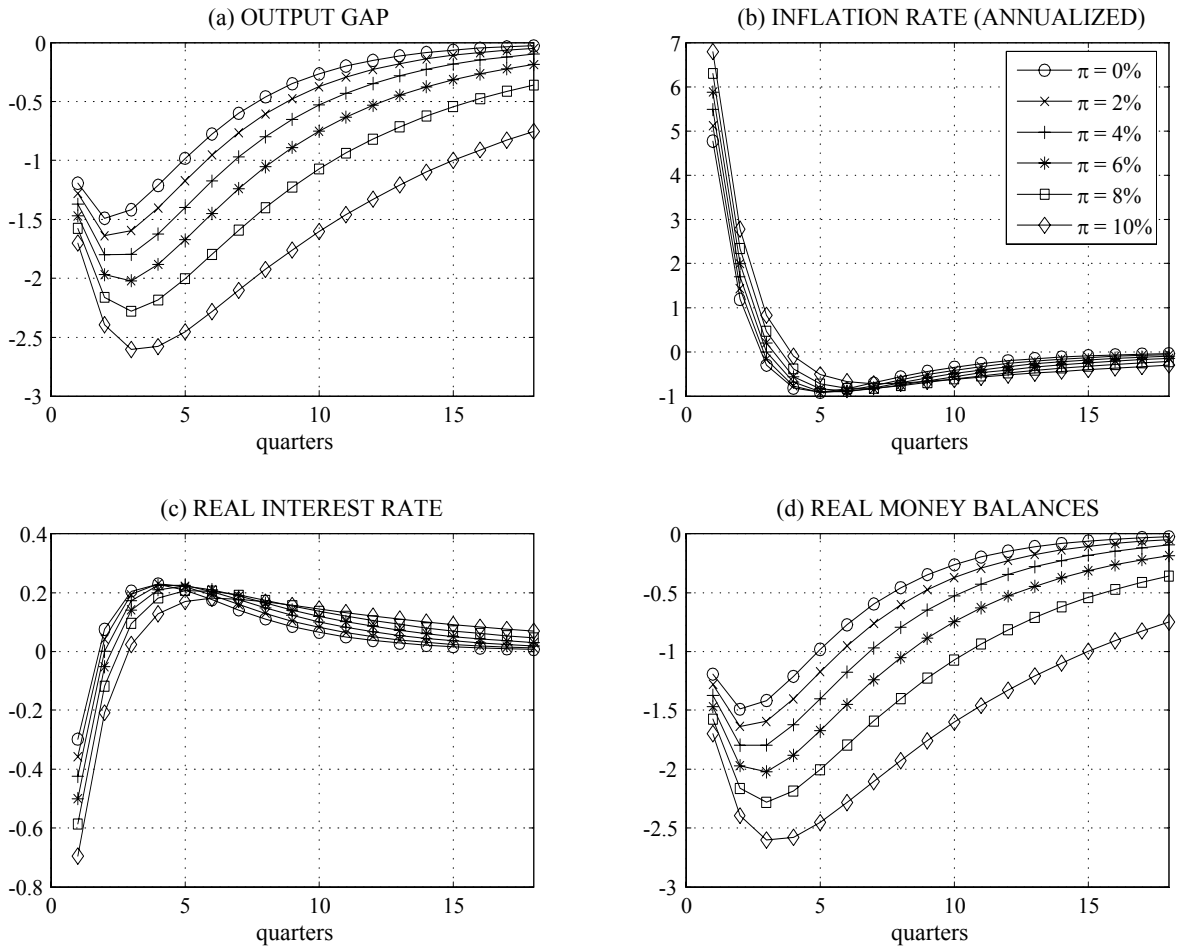 (a) OUTPUT GAP
0
-0.5
-1
-1.5
-2
-2.5
-3
0 5 10 15
quarters
(b) INFLATION RATE (ANNUALIZED)
7
6
5
4
3
2
1
0
-1
0 5 10 15
quarters
π = 0%
π = 2%
π = 4%
π = 6%
π = 8%
π = 10%
(c) REAL INTEREST RATE
0.4
0.2
0
-0.2
-0.4
-0.6
-0.8
0 5 10 15
quarters
(d) REAL MONEY BALANCES
0
-0.5
-1
-1.5
-2
-2.5
-3
0 5 10 15
quarters